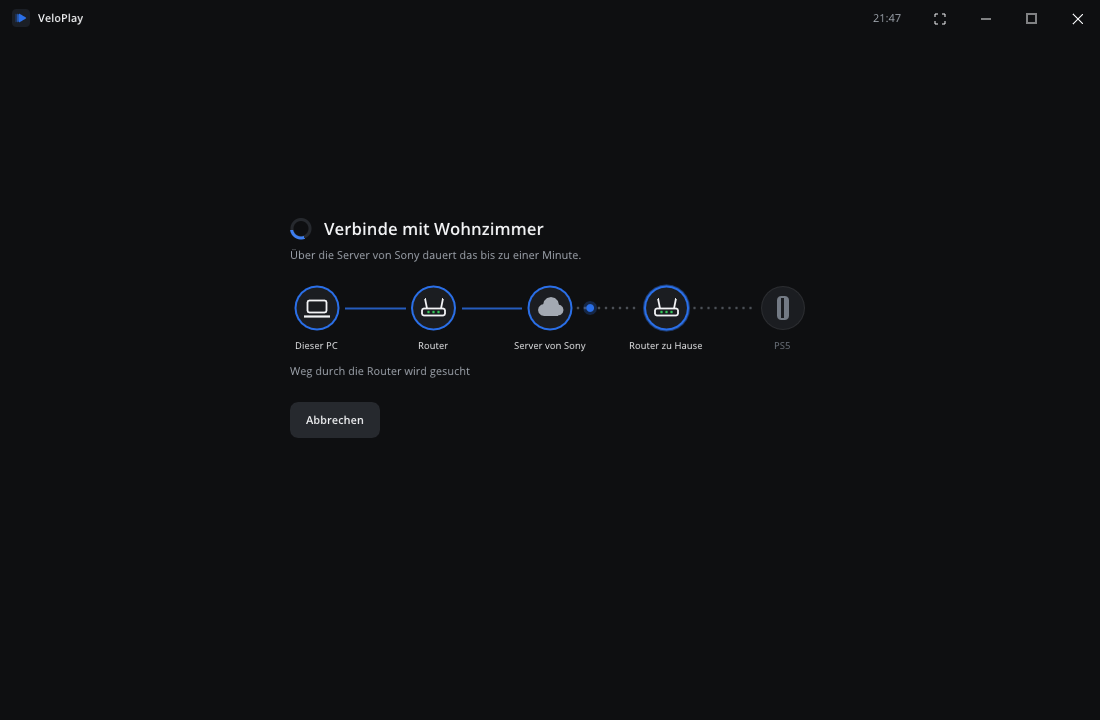 VeloPlay
21:47
Verbinde mit Wohnzimmer
Über die Server von Sony dauert das bis zu einer Minute.
Dieser PC
Router
Server von Sony
Router zu Hause
PS5
Weg durch die Router wird gesucht
Abbrechen